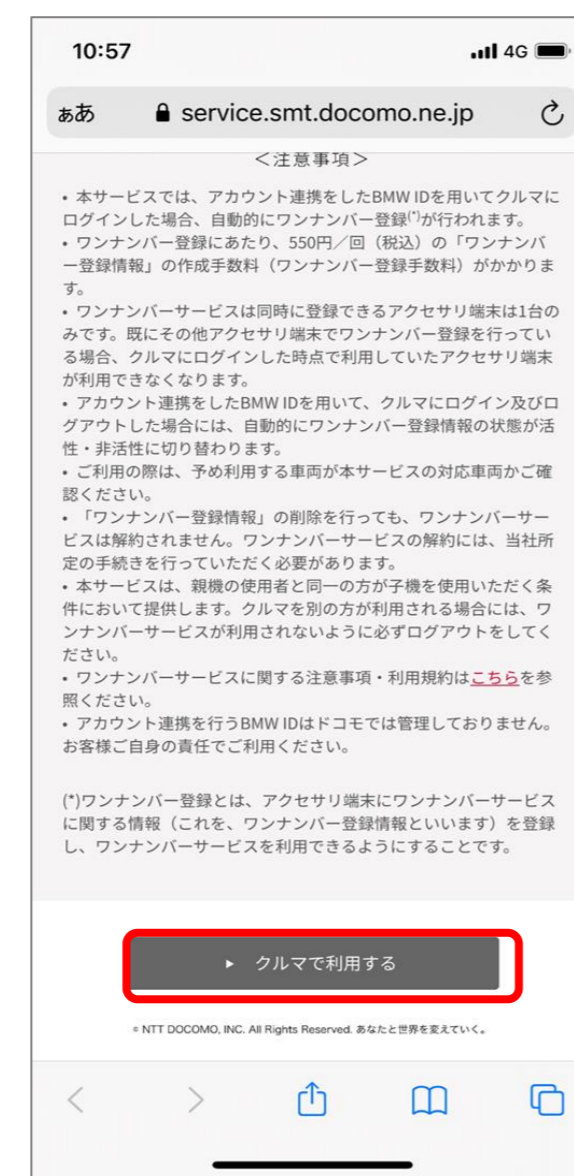 10:57 4G
ぁあ service.smt.docomo.ne.jp
＜注意事項＞
• 本サービスでは、アカウント連携をしたBMW IDを用いてクルマに
ログインした場合、自動的にワンナンバー登録(*)が行われます。
• ワンナンバー登録にあたり、550円／回（税込）の「ワンナンバ
ー登録情報」の作成手数料（ワンナンバー登録手数料）がかかりま
す。
• ワンナンバーサービスは同時に登録できるアクセサリ端末は1台の
みです。既にその他アクセサリ端末でワンナンバー登録を行ってい
る場合、クルマにログインした時点で利用していたアクセサリ端末
が利用できなくなります。
• アカウント連携をしたBMW IDを用いて、クルマにログイン及びロ
グアウトした場合には、自動的にワンナンバー登録情報の状態が活
性・非活性に切り替わります。
• ご利用の際は、予め利用する車両が本サービスの対応車両かご確
認ください。
• 「ワンナンバー登録情報」の削除を行っても、ワンナンバーサー
ビスは解約されません。ワンナンバーサービスの解約には、当社所
定の手続きを行っていただく必要があります。
• 本サービスは、親機の使用者と同一の方が子機を使用いただく条
件において提供します。クルマを別の方が利用される場合には、ワ
ンナンバーサービスが利用されないように必ずログアウトをしてく
ださい。
• ワンナンバーサービスに関する注意事項・利用規約はこちらを参
照ください。
• アカウント連携を行うBMW IDはドコモでは管理しておりません。
お客様ご自身の責任でご利用ください。
(*)ワンナンバー登録とは、アクセサリ端末にワンナンバーサービス
に関する情報（これを、ワンナンバー登録情報といいます）を登録
し、ワンナンバーサービスを利用できるようにすることです。
クルマで利用する
© NTT DOCOMO, INC. All Rights Reserved. あなたと世界を変えていく。